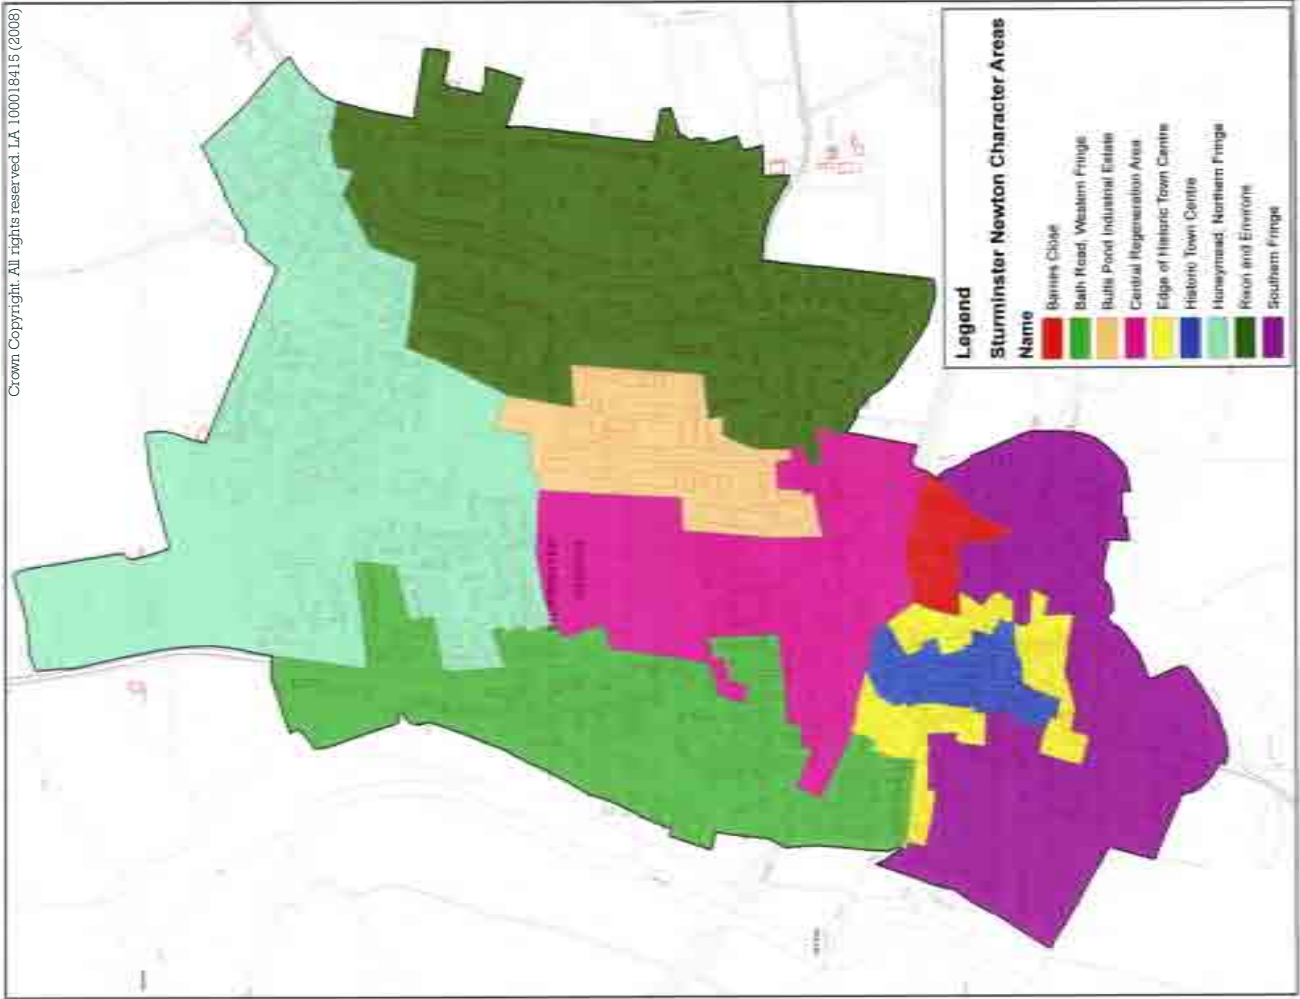 Crown Copyright. All rights reserved. LA 100018415 (2008)
Legend
Sturminster Newton Character Areas
Name
Barnes Close
Bath Road, Western Fringe
Butts Pond Industrial Estate
Central Regeneration Area
Edge of Historic Town Centre
Historic Town Centre
Honeymead, Northern Fringe
Rixon and Environs
Southern Fringe